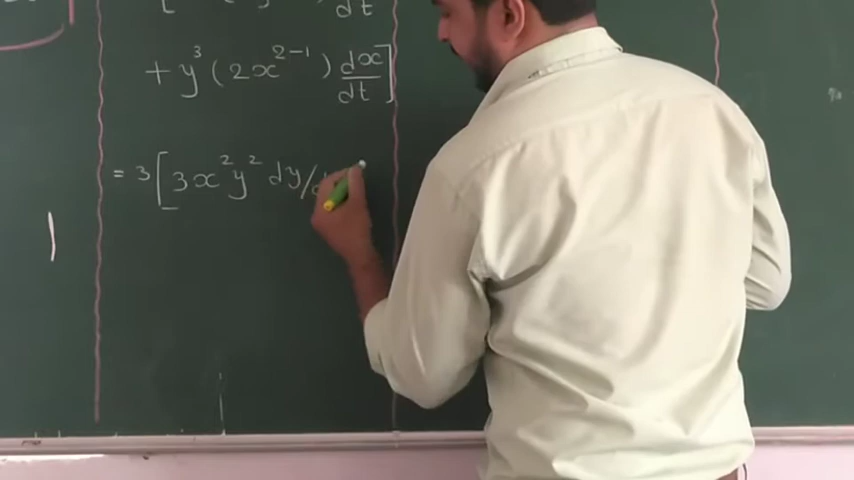 dt
+ y³ (2x²⁻¹) dx/dt ]
= 3 [ 3x²y² dy/